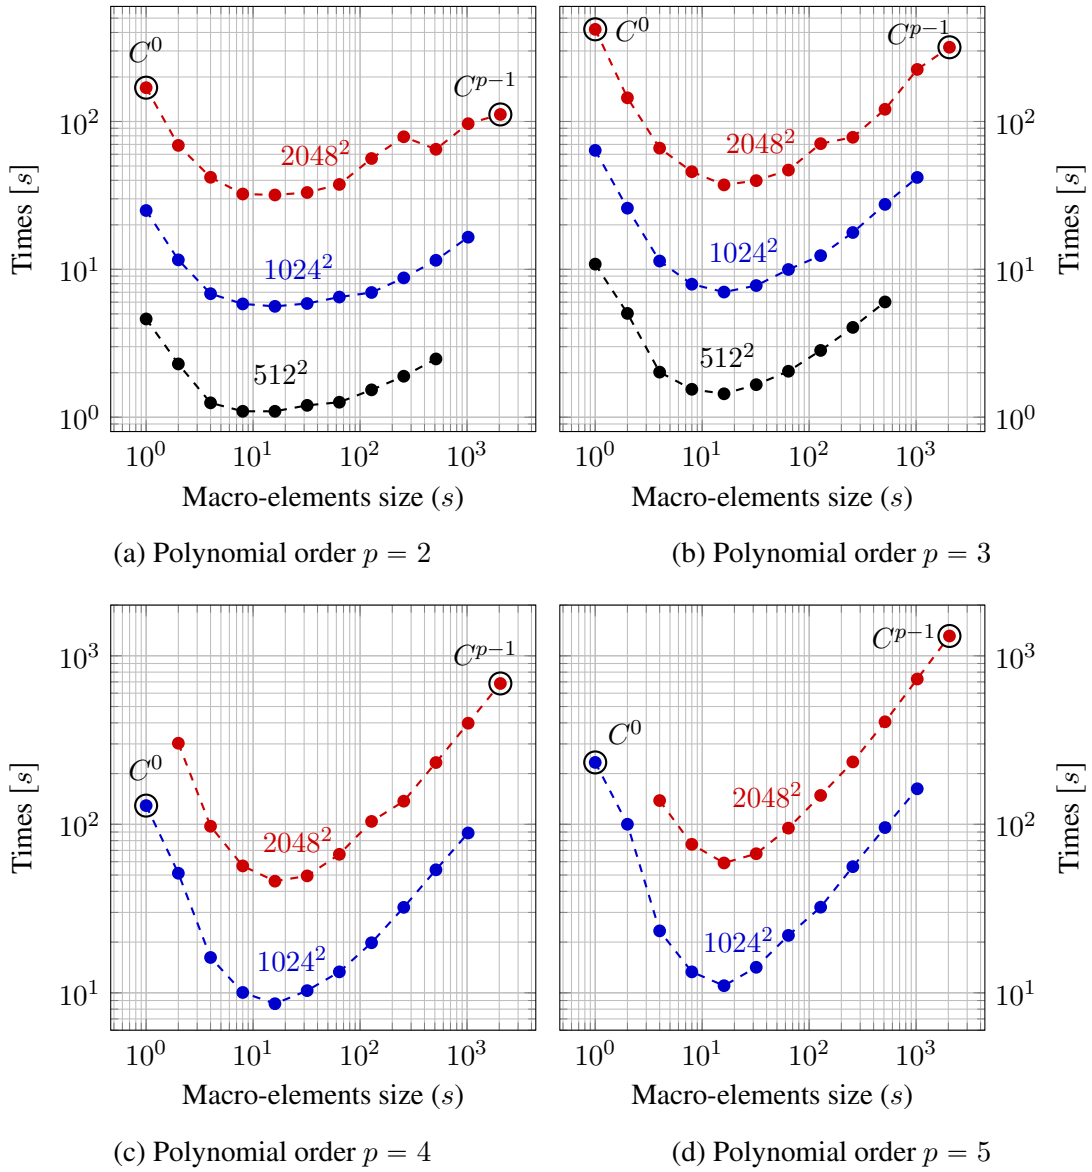 C^0
C^{p−1}
10^2
10^1
10^0
Times [s]
2048^2
1024^2
512^2
10^0 10^1 10^2 10^3
Macro-elements size (s)
(a) Polynomial order p = 2
C^0
C^{p−1}
10^2
10^1
10^0
Times [s]
2048^2
1024^2
512^2
10^0 10^1 10^2 10^3
Macro-elements size (s)
(b) Polynomial order p = 3
C^{p−1}
C^0
10^3
10^2
10^1
Times [s]
2048^2
1024^2
10^0 10^1 10^2 10^3
Macro-elements size (s)
(c) Polynomial order p = 4
C^{p−1}
C^0
10^3
10^2
10^1
Times [s]
2048^2
1024^2
10^0 10^1 10^2 10^3
Macro-elements size (s)
(d) Polynomial order p = 5